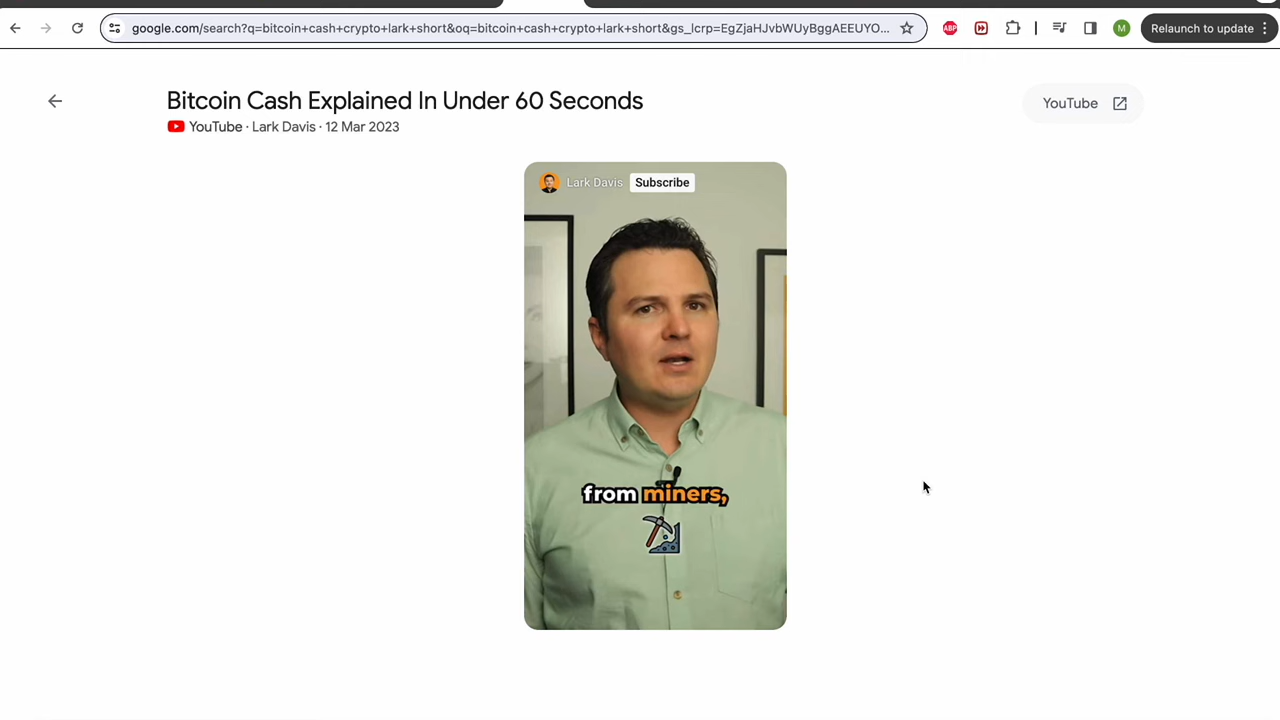 google.com/search?q=bitcoin+cash+crypto+lark+short&oq=bitcoin+cash+crypto+lark+short&gs_lcrp=EgZjaHJvbWUyBggAEEUYO...
ABP
M
Relaunch to update
Bitcoin Cash Explained In Under 60 Seconds
YouTube · Lark Davis · 12 Mar 2023
YouTube
Lark Davis Subscribe
from miners,